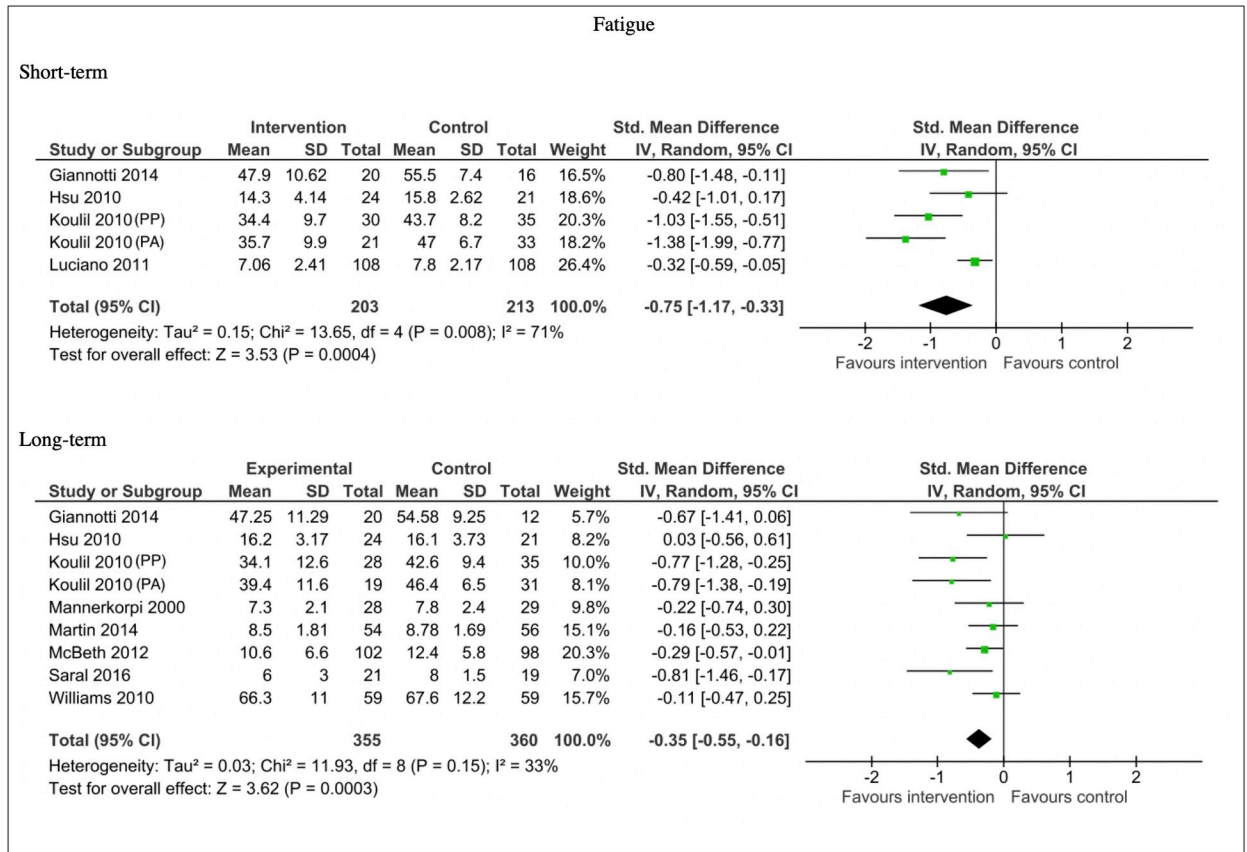 Fatigue
Short-term
Intervention Control Std. Mean Difference Std. Mean Difference
Study or Subgroup Mean SD Total Mean SD Total Weight IV, Random, 95% CI IV, Random, 95% CI
Giannotti 2014 47.9 10.62 20 55.5 7.4 16 16.5% -0.80 [-1.48, -0.11]
Hsu 2010 14.3 4.14 24 15.8 2.62 21 18.6% -0.42 [-1.01, 0.17]
Koulil 2010 (PP) 34.4 9.7 30 43.7 8.2 35 20.3% -1.03 [-1.55, -0.51]
Koulil 2010 (PA) 35.7 9.9 21 47 6.7 33 18.2% -1.38 [-1.99, -0.77]
Luciano 2011 7.06 2.41 108 7.8 2.17 108 26.4% -0.32 [-0.59, -0.05]
Total (95% CI) 203 213 100.0% -0.75 [-1.17, -0.33]
Heterogeneity: Tau² = 0.15; Chi² = 13.65, df = 4 (P = 0.008); I² = 71%
Test for overall effect: Z = 3.53 (P = 0.0004)
-2 -1 0 1 2
Favours intervention Favours control
Long-term
Experimental Control Std. Mean Difference Std. Mean Difference
Study or Subgroup Mean SD Total Mean SD Total Weight IV, Random, 95% CI IV, Random, 95% CI
Giannotti 2014 47.25 11.29 20 54.58 9.25 12 5.7% -0.67 [-1.41, 0.06]
Hsu 2010 16.2 3.17 24 16.1 3.73 21 8.2% 0.03 [-0.56, 0.61]
Koulil 2010 (PP) 34.1 12.6 28 42.6 9.4 35 10.0% -0.77 [-1.28, -0.25]
Koulil 2010 (PA) 39.4 11.6 19 46.4 6.5 31 8.1% -0.79 [-1.38, -0.19]
Mannerkorpi 2000 7.3 2.1 28 7.8 2.4 29 9.8% -0.22 [-0.74, 0.30]
Martin 2014 8.5 1.81 54 8.78 1.69 56 15.1% -0.16 [-0.53, 0.22]
McBeth 2012 10.6 6.6 102 12.4 5.8 98 20.3% -0.29 [-0.57, -0.01]
Saral 2016 6 3 21 8 1.5 19 7.0% -0.81 [-1.46, -0.17]
Williams 2010 66.3 11 59 67.6 12.2 59 15.7% -0.11 [-0.47, 0.25]
Total (95% CI) 355 360 100.0% -0.35 [-0.55, -0.16]
Heterogeneity: Tau² = 0.03; Chi² = 11.93, df = 8 (P = 0.15); I² = 33%
Test for overall effect: Z = 3.62 (P = 0.0003)
-2 -1 0 1 2
Favours intervention Favours control